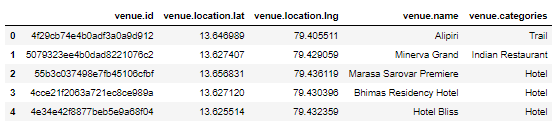 venue.id venue.location.lat venue.location.lng venue.name venue.categories
0 4f29cb74e4b0adf3a0a9d912 13.646989 79.405511 Alipiri Trail
1 5079323ee4b0dad8221076c2 13.627407 79.429059 Minerva Grand Indian Restaurant
2 55b3c037498e7fb45106cfbf 13.656831 79.436119 Marasa Sarovar Premiere Hotel
3 4cce21f2063a721ec8ce989a 13.627120 79.430396 Bhimas Residency Hotel Hotel
4 4e34e42f8877beb5e9a68f04 13.625514 79.432359 Hotel Bliss Hotel